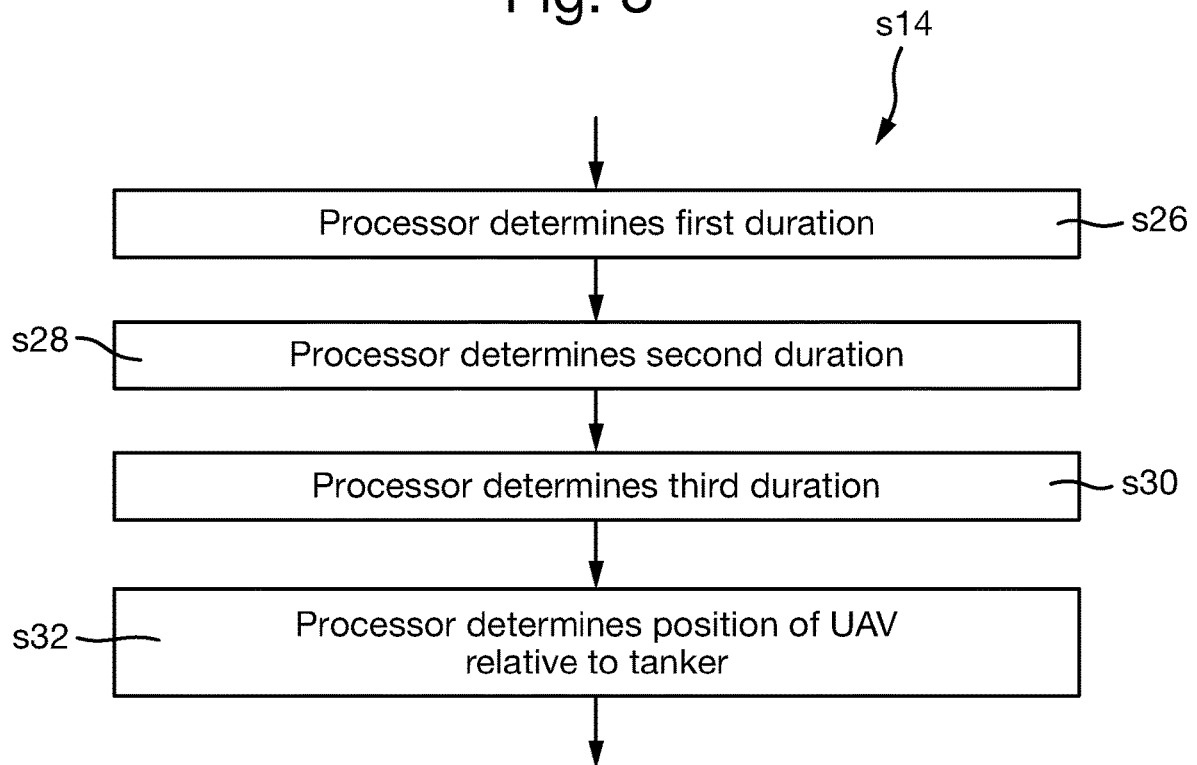 Fig.
s14
Processor determines first duration
s26
s28
Processor determines second duration
Processor determines third duration
s30
s32
Processor determines position of UAV
relative to tanker